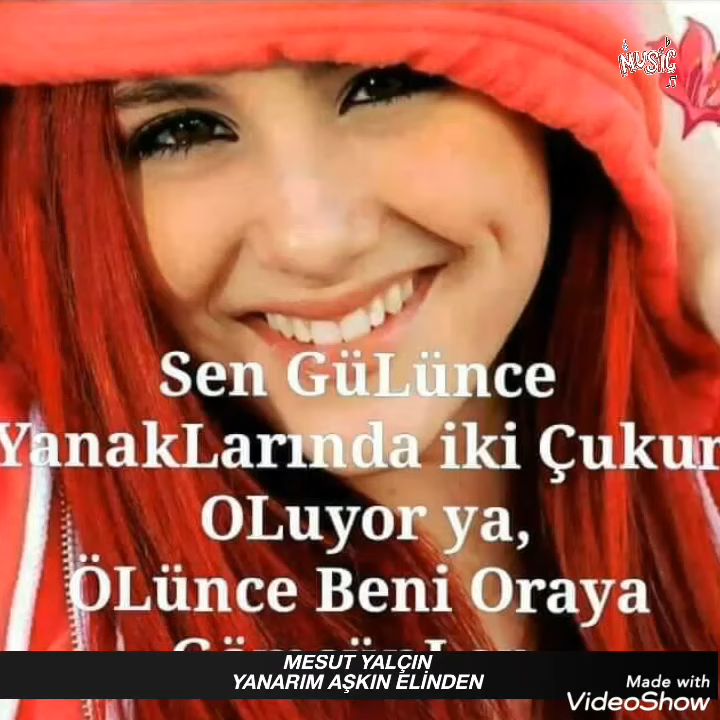 MUSIC
Sen GüLünce
YanakLarında iki Çukur
OLuyor ya,
ÖLünce Beni Oraya
MESUT YALÇIN
YANARIM AŞKIN ELİNDEN
Made with
VideoShow